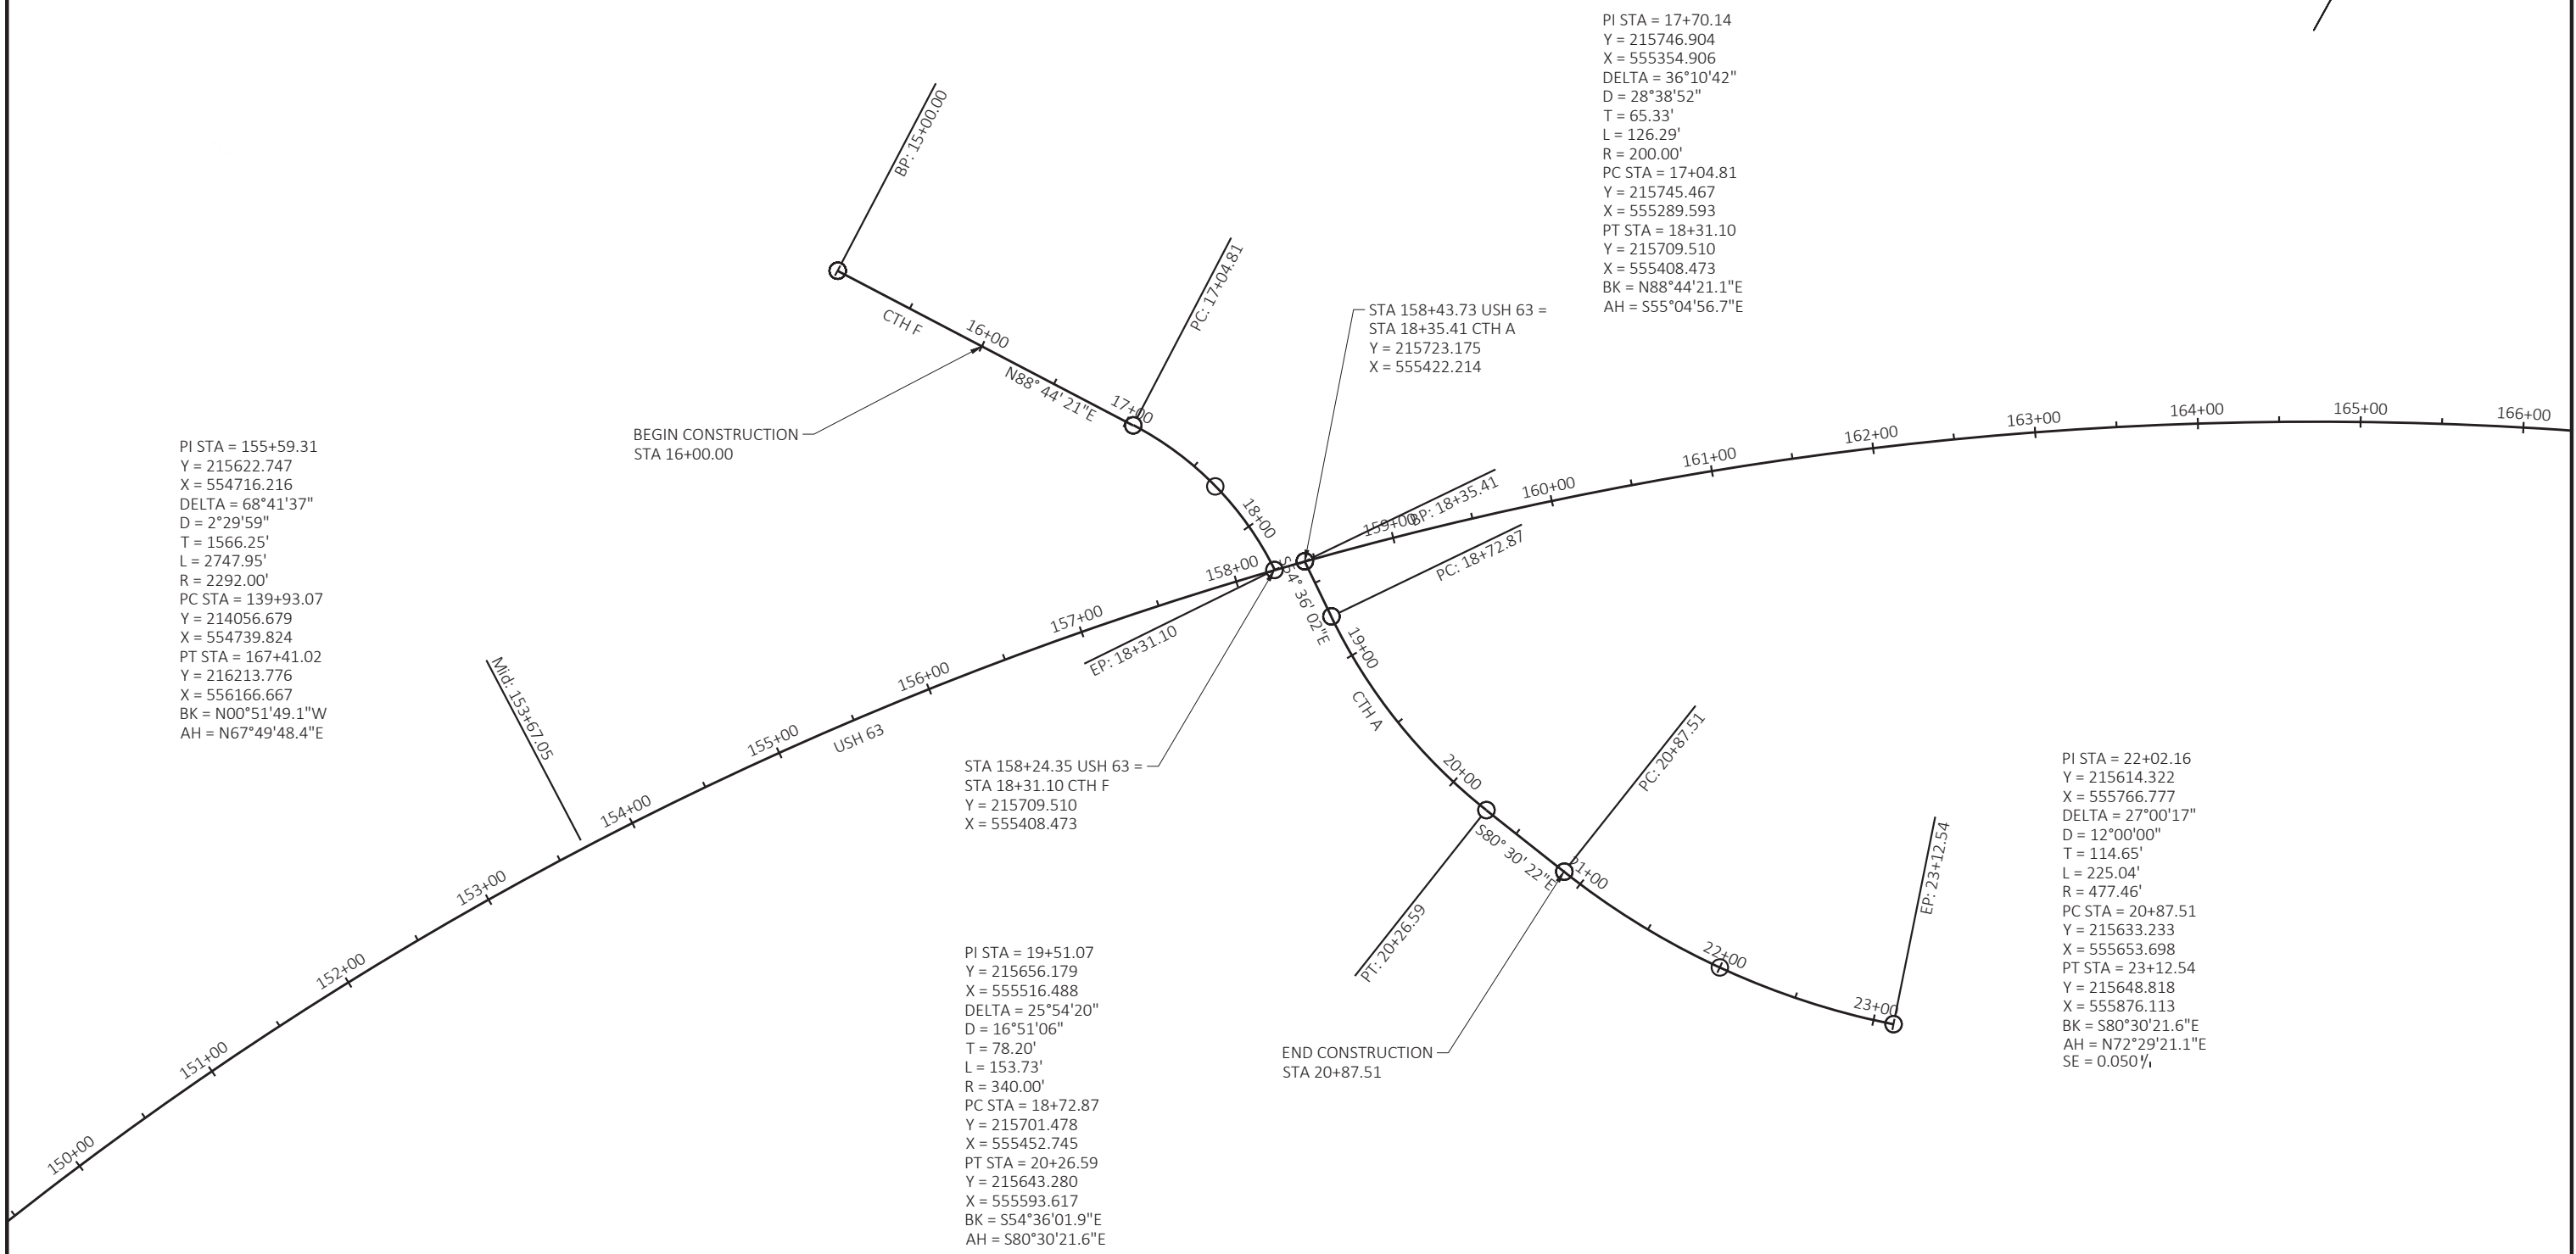 PI STA = 17+70.14
Y = 215746.904
X = 555354.906
DELTA = 36°10'42"
D = 28°38'52"
T = 65.33'
L = 126.29'
R = 200.00'
PC STA = 17+04.81
Y = 215745.467
X = 555289.593
PT STA = 18+31.10
Y = 215709.510
X = 555408.473
BK = N88°44'21.1"E
AH = S55°04'56.7"E
BP: 15+00.00
CTH F
16+00
N88° 44' 21"E
17+00
PC: 17+04.81
BEGIN CONSTRUCTION
STA 16+00.00
18+00
STA 158+43.73 USH 63 =
STA 18+35.41 CTH A
Y = 215723.175
X = 555422.214
PI STA = 155+59.31
Y = 215622.747
X = 554716.216
DELTA = 68°41'37"
D = 2°29'59"
T = 1566.25'
L = 2747.95'
R = 2292.00'
PC STA = 139+93.07
Y = 214056.679
X = 554739.824
PT STA = 167+41.02
Y = 216213.776
X = 556166.667
BK = N00°51'49.1"W
AH = N67°49'48.4"E
150+00
151+00
152+00
153+00
Mid: 153+67.05
154+00
155+00
USH 63
156+00
157+00
158+00
159+00
160+00
161+00
162+00
163+00
164+00
165+00
166+00
EP: 18+31.10
BP: 18+35.41
PC: 18+72.87
S54° 36' 02"E
19+00
CTH A
20+00
STA 158+24.35 USH 63 =
STA 18+31.10 CTH F
Y = 215709.510
X = 555408.473
PT: 20+26.59
S80° 30' 22"E
PC: 20+87.51
21+00
22+00
23+00
EP: 23+12.54
END CONSTRUCTION
STA 20+87.51
PI STA = 19+51.07
Y = 215656.179
X = 555516.488
DELTA = 25°54'20"
D = 16°51'06"
T = 78.20'
L = 153.73'
R = 340.00'
PC STA = 18+72.87
Y = 215701.478
X = 555452.745
PT STA = 20+26.59
Y = 215643.280
X = 555593.617
BK = S54°36'01.9"E
AH = S80°30'21.6"E
PI STA = 22+02.16
Y = 215614.322
X = 555766.777
DELTA = 27°00'17"
D = 12°00'00"
T = 114.65'
L = 225.04'
R = 477.46'
PC STA = 20+87.51
Y = 215633.233
X = 555653.698
PT STA = 23+12.54
Y = 215648.818
X = 555876.113
BK = S80°30'21.6"E
AH = N72°29'21.1"E
SE = 0.050'/'